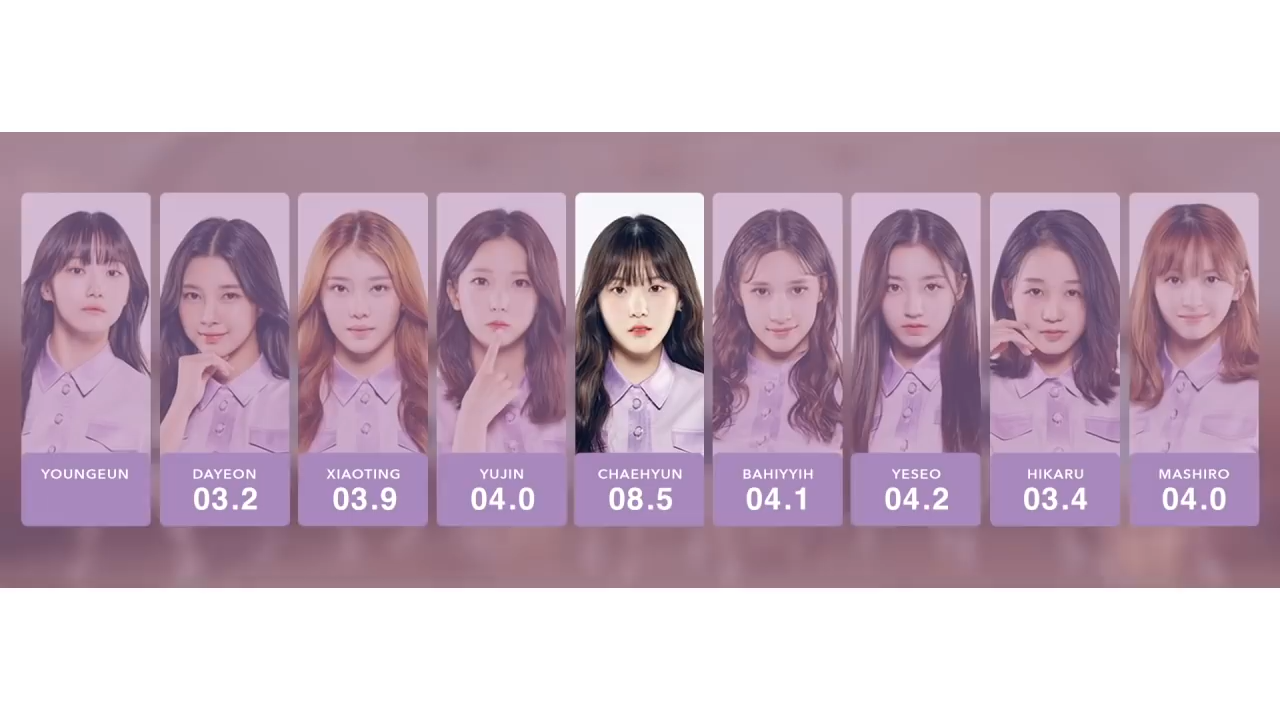 YOUNGEUN
DAYEON
03.2
XIAOTING
03.9
YUJIN
04.0
CHAEHYUN
08.5
BAHIYYIH
04.1
YESEO
04.2
HIKARU
03.4
MASHIRO
04.0